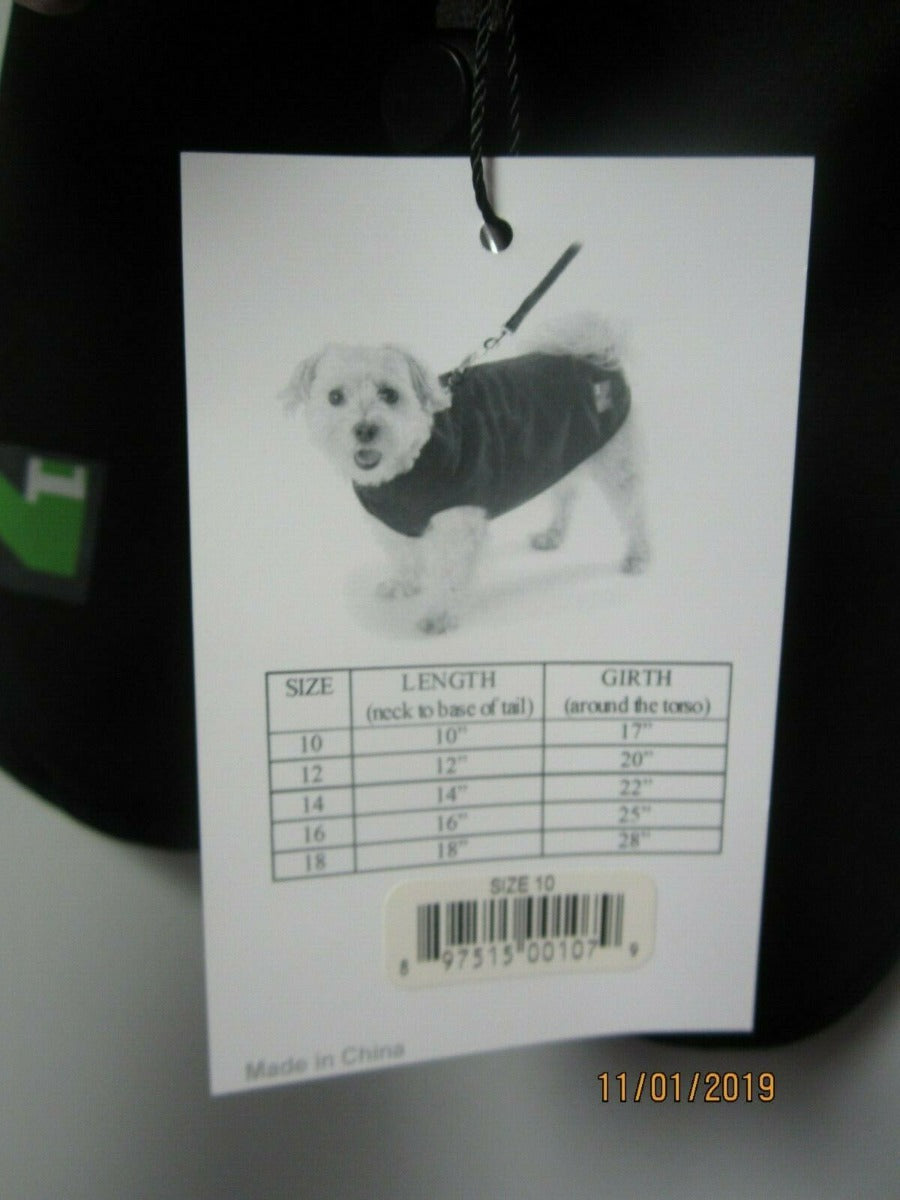 SIZE LENGTH GIRTH
(neck to base of tail) (around the torso)
10 10" 17"
12 12" 20"
14 14" 22"
16 16" 25"
18 18" 28"
SIZE 10
8 97515 00107 9
Made in China
11/01/2019